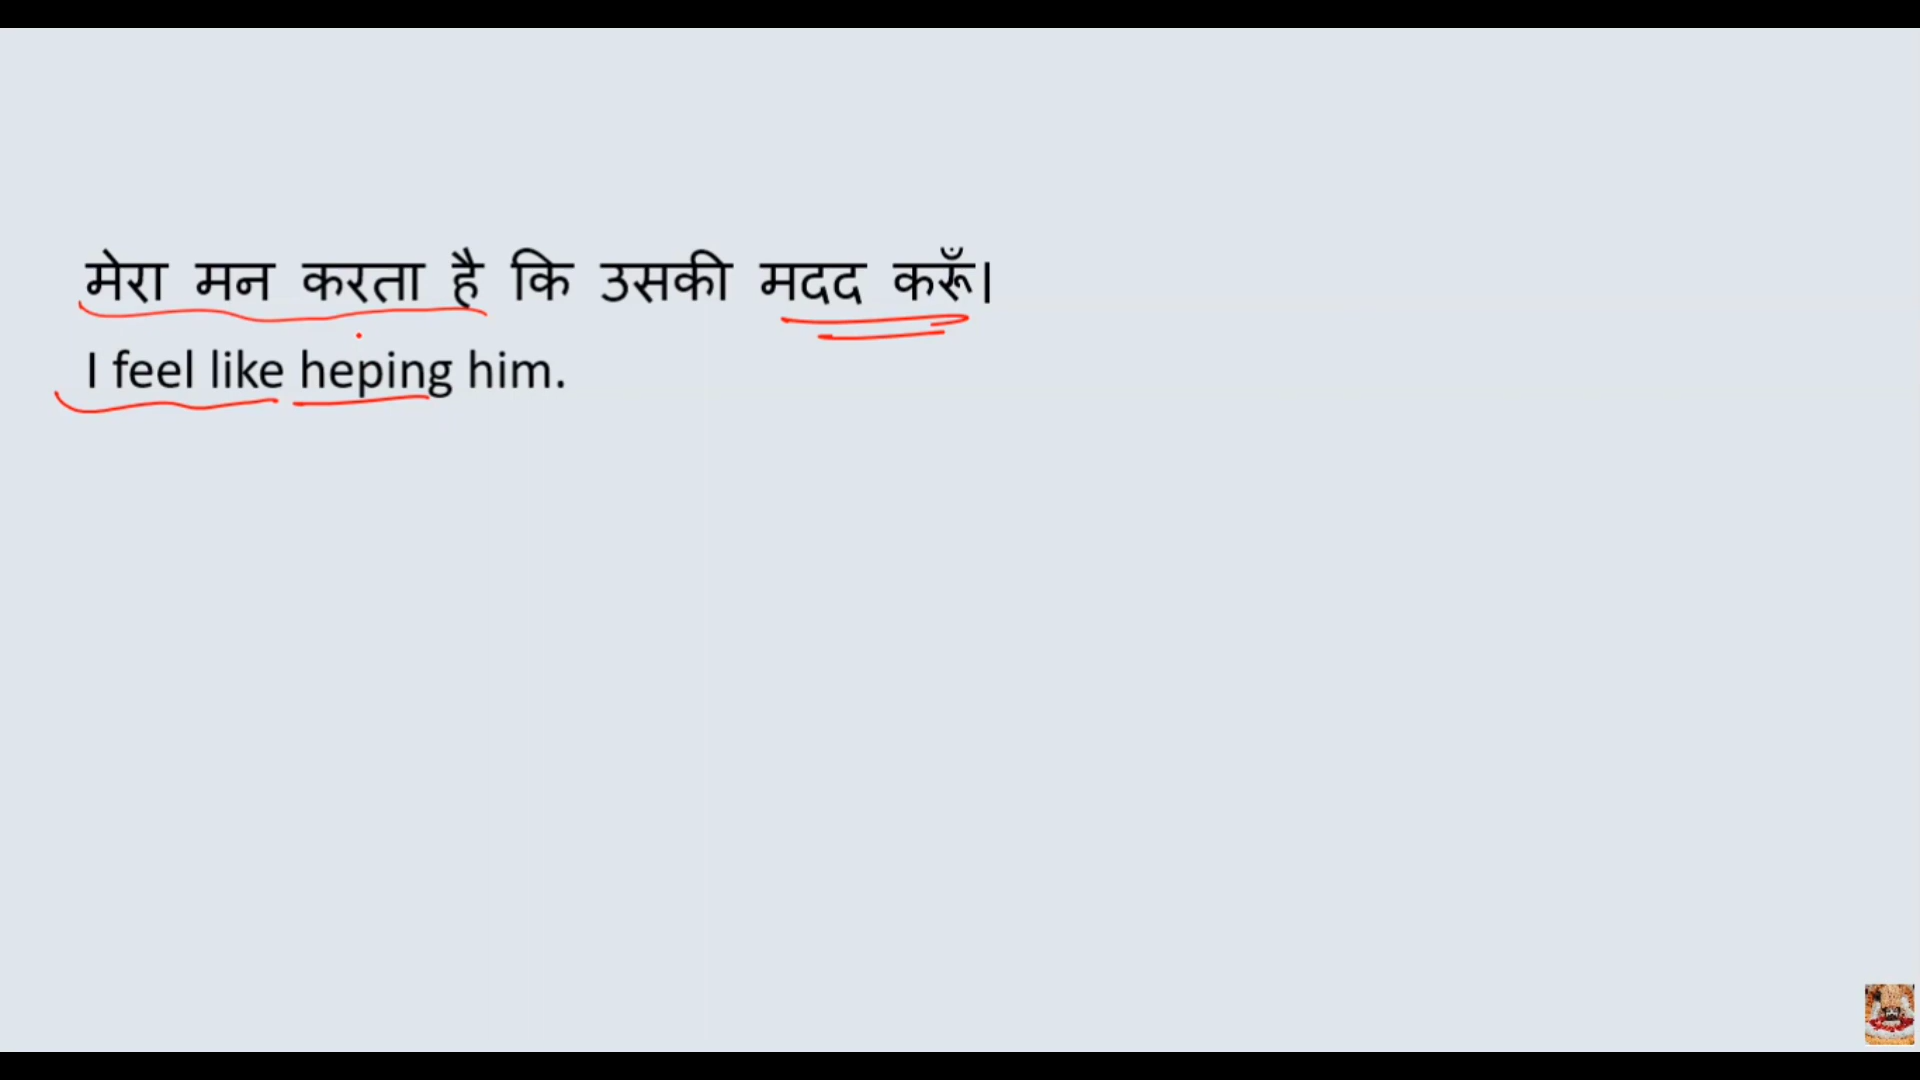 मेरा मन करता है कि उसकी मदद करूँ।
I feel like heping him.